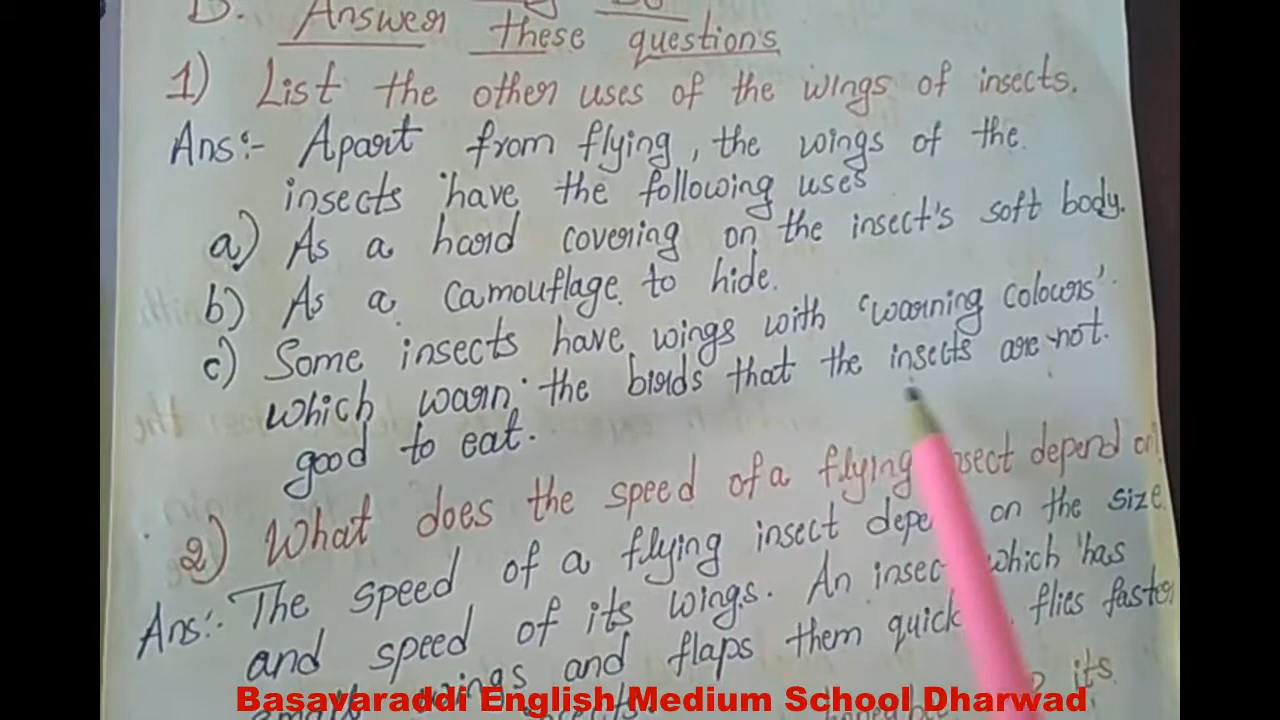 D.
Answer these questions
1) List the other uses of the wings of insects.
Ans:- Apart from flying, the wings of the
insects have the following uses
a) As a hard covering on the insect's soft body.
b) As a camouflage to hide.
c) Some insects have wings with 'warning colours'.
which warn the birds that the insects are not.
good to eat.
2) What does the speed of a flying insect depend on
Ans:- The speed of a flying insect depe on the size
and speed of its wings. An insec which has
wings and flaps them quick flies faster
its
Basavaraddi English Medium School Dharwad